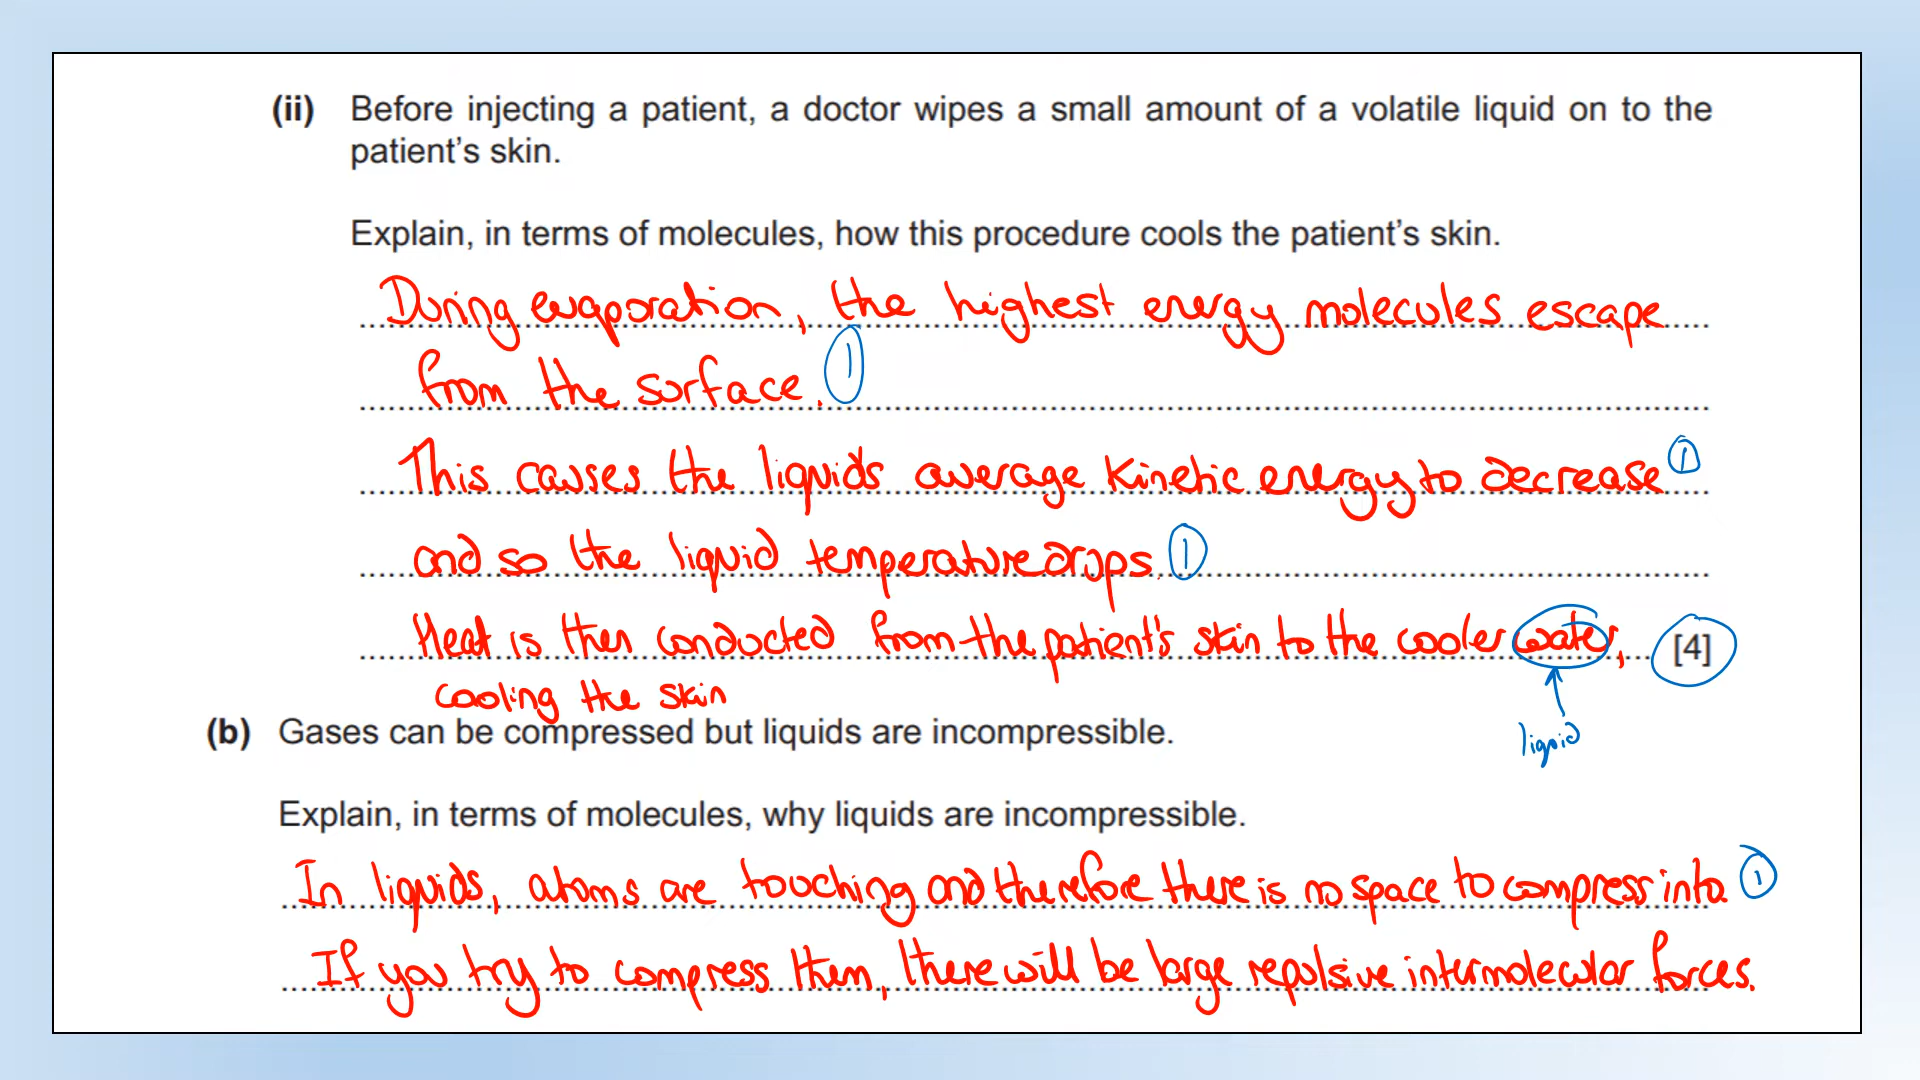 (ii) Before injecting a patient, a doctor wipes a small amount of a volatile liquid on to the
patient's skin.
Explain, in terms of molecules, how this procedure cools the patient's skin.
During evaporation, the highest energy molecules escape
from the surface. 1
This causes the liquids average kinetic energy to decrease 1
and so the liquid temperature drops. 1
Heat is then conducted from the patient's skin to the cooler water, [4]
cooling the skin
liquid
(b) Gases can be compressed but liquids are incompressible.
Explain, in terms of molecules, why liquids are incompressible.
In liquids, atoms are touching and therefore there is no space to compress into. 1
If you try to compress them, there will be large repulsive intermolecular forces.